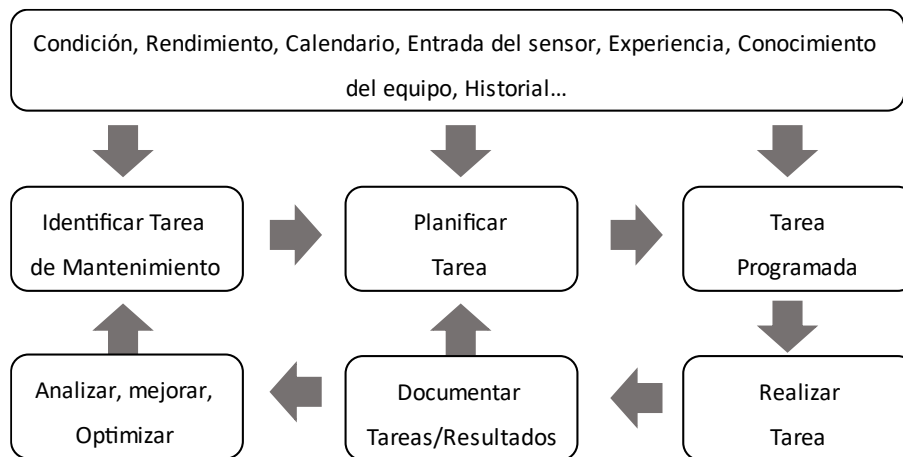 Condición, Rendimiento, Calendario, Entrada del sensor, Experiencia, Conocimiento
del equipo, Historial...
Identificar Tarea
de Mantenimiento
Planificar
Tarea
Tarea
Programada
Analizar, mejorar,
Optimizar
Documentar
Tareas/Resultados
Realizar
Tarea